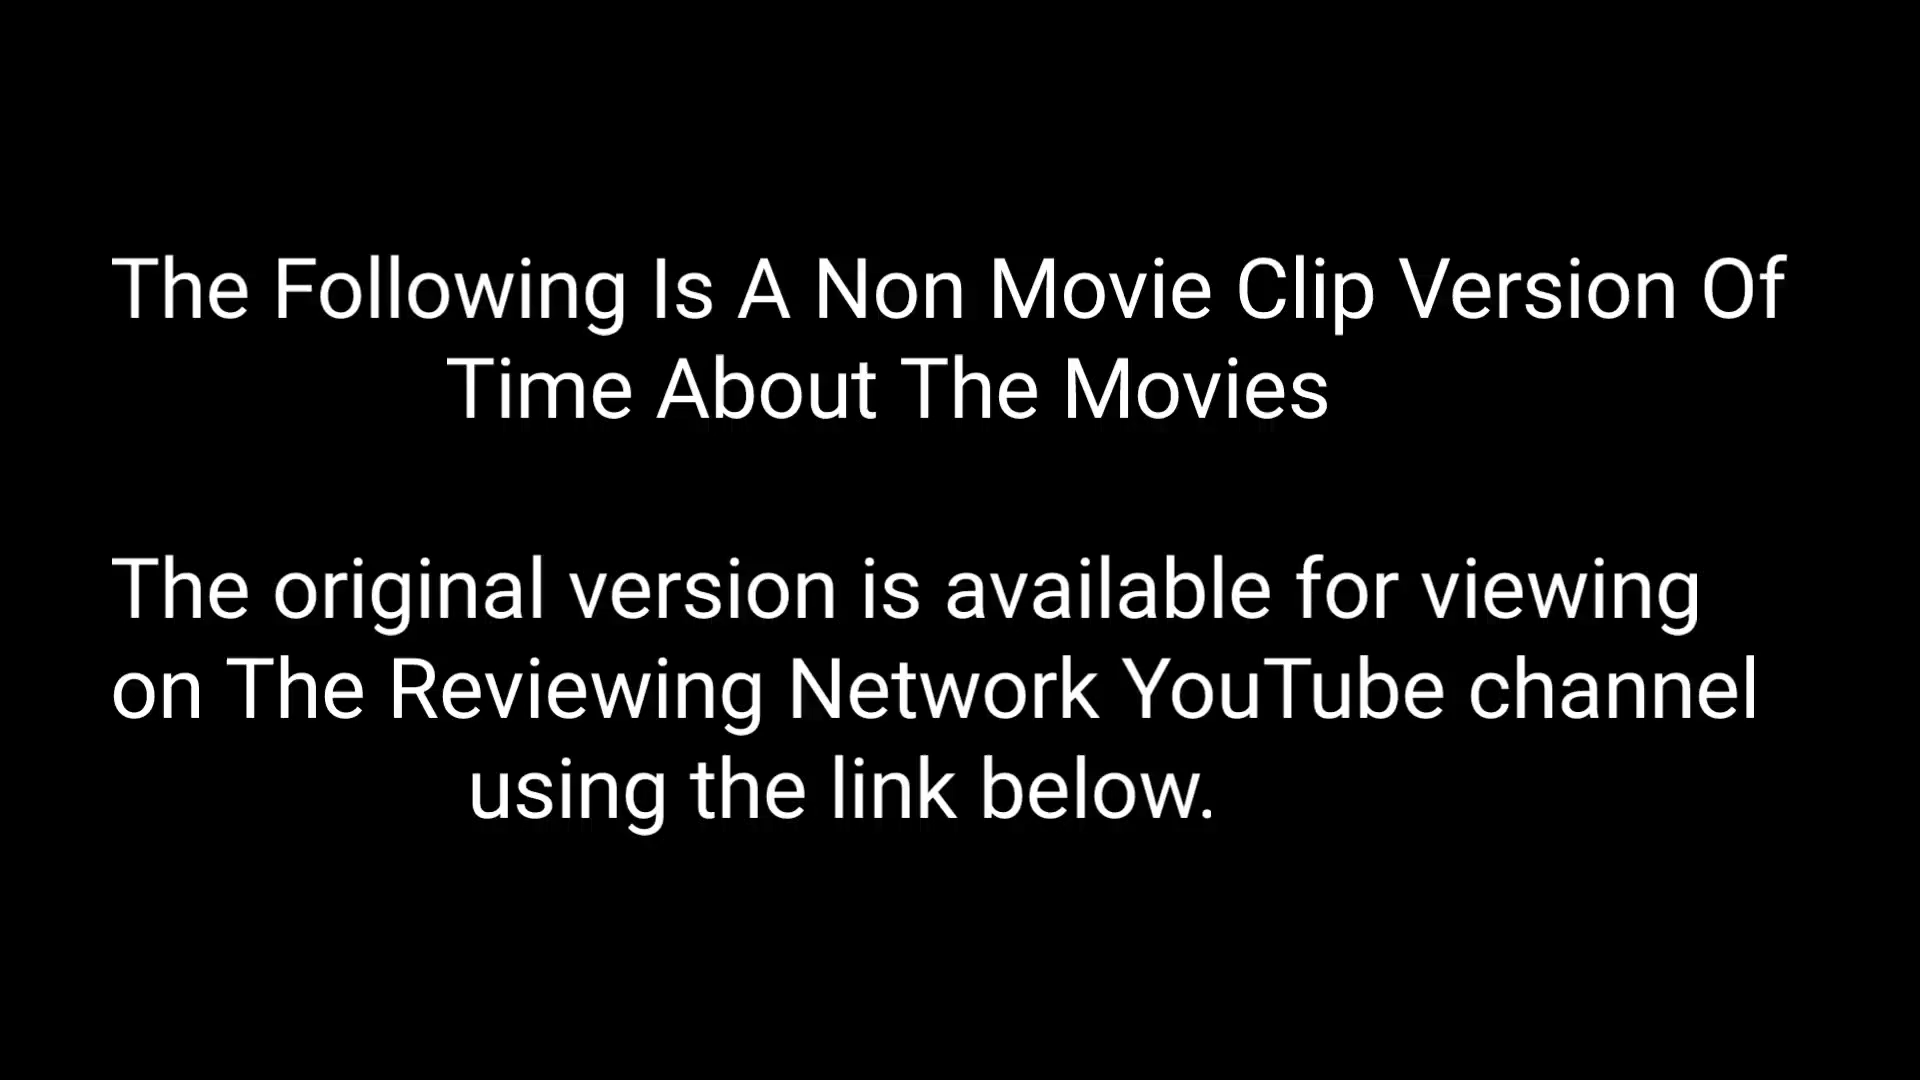 The Following Is A Non Movie Clip Version Of
Time About The Movies
The original version is available for viewing
on The Reviewing Network YouTube channel
using the link below.